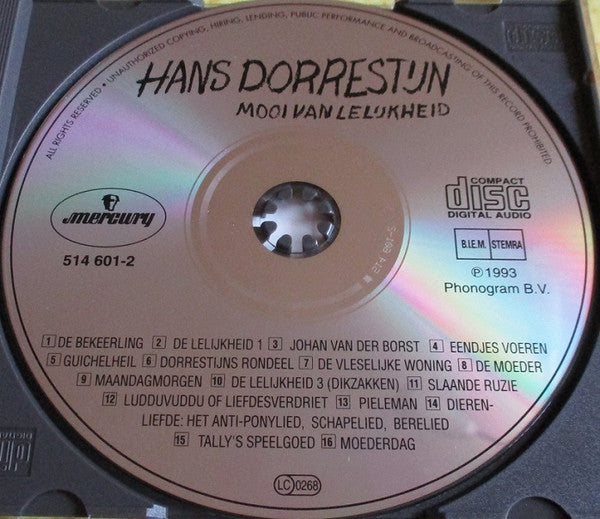 ALL RIGHTS RESERVED • UNAUTHORIZED COPYING, HIRING, LENDING, PUBLIC PERFORMANCE AND BROADCASTING OF THIS RECORD PROHIBITED.
HANS DORRESTIJN
MOOI VAN LELIJKHEID
mercury
514 601-2
COMPACT
disc
DIGITAL AUDIO
B.I.E.M. STEMRA
℗ 1993
Phonogram B.V.
514 601-2
1 DE BEKEERLING 2 DE LELIJKHEID 1 3 JOHAN VAN DER BORST 4 EENDJES VOEREN
5 GUICHELHEIL 6 DORRESTIJNS RONDEEL 7 DE VLESELIJKE WONING 8 DE MOEDER
9 MAANDAGMORGEN 10 DE LELIJKHEID 3 (DIKZAKKEN) 11 SLAANDE RUZIE
12 LUDDUVUDDU OF LIEFDESVERDRIET 13 PIELEMAN 14 DIEREN-
LIEFDE: HET ANTI-PONYLIED, SCHAPELIED, BERELIED
15 TALLY'S SPEELGOED 16 MOEDERDAG
LC 0268